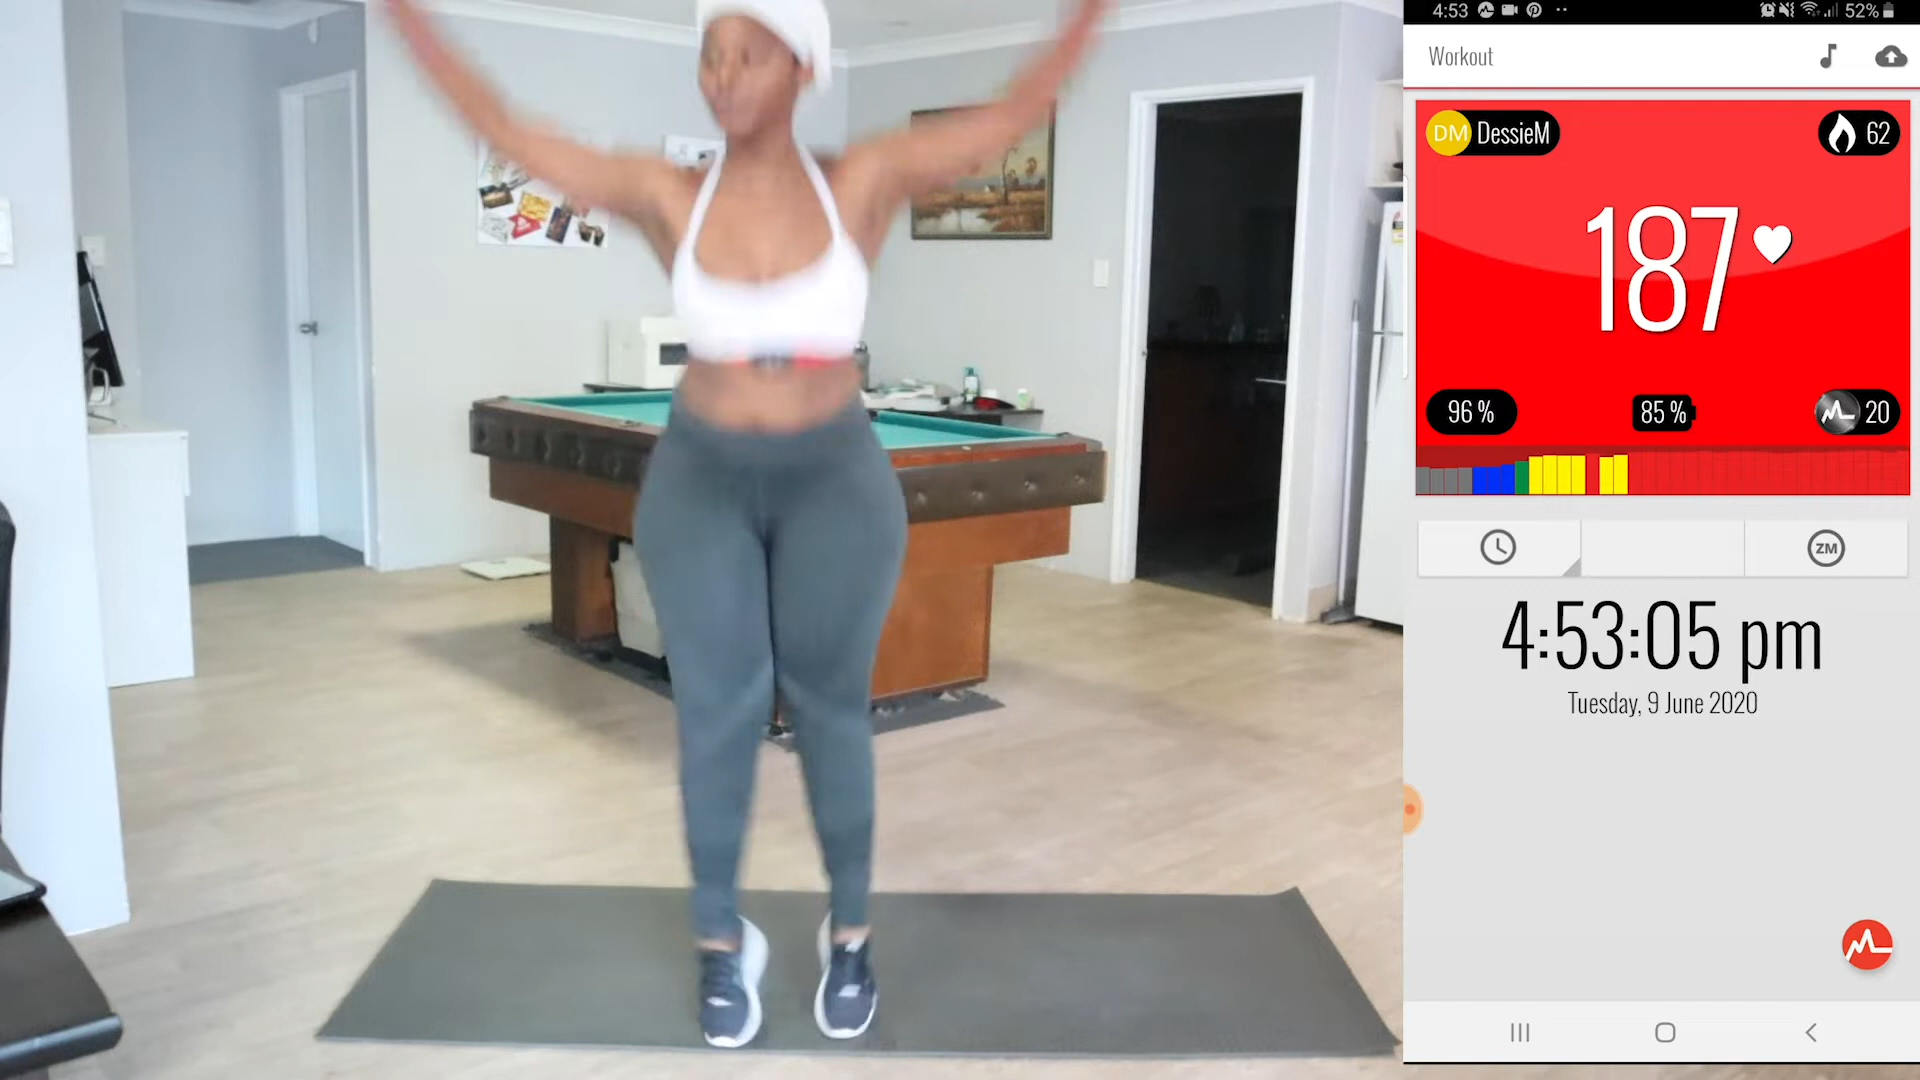 4:53
52%
Workout
DM DessieM
62
187
96 %
85 %
20
ZM
4:53:05 pm
Tuesday, 9 June 2020